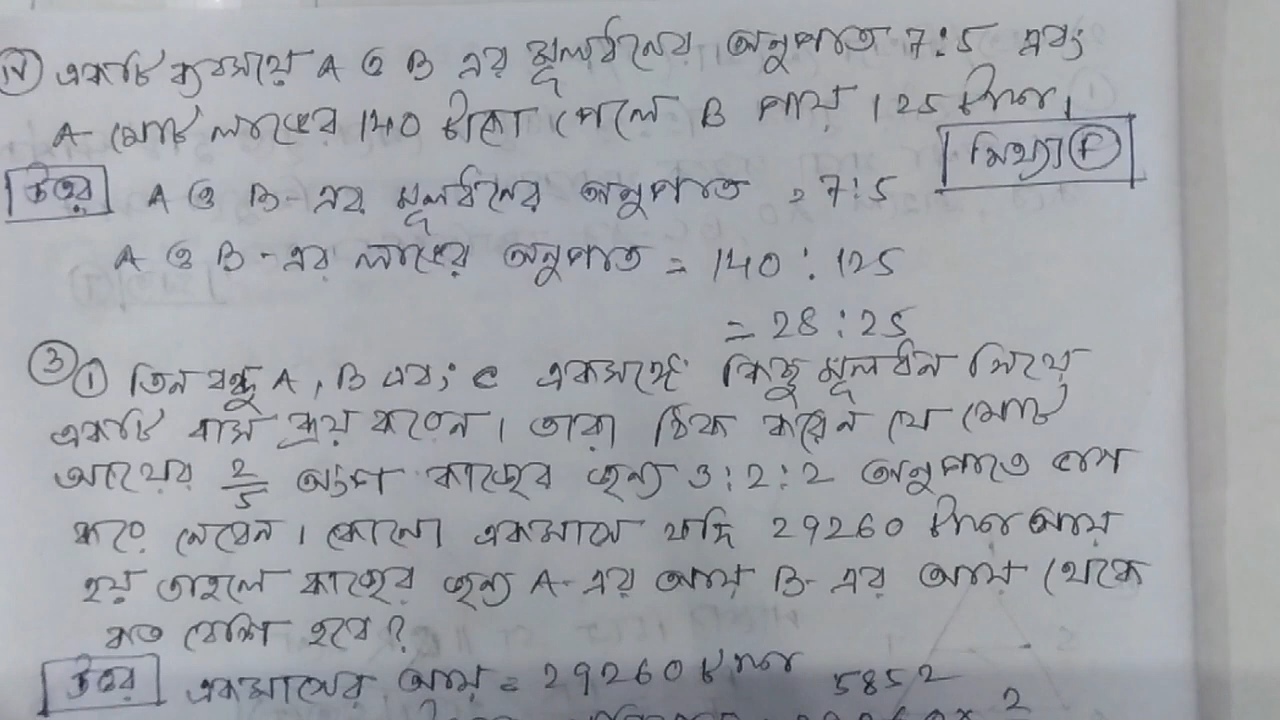 (iv) একটি ব্যবসায়ে A ও B এর মূলধনের অনুপাত 7:5 এবং
A মোট লাভের 140 টাকা পেলে B পায় 125 টাকা।
মিথ্যা (F)
উত্তর A ও B-এর মূলধনের অনুপাত = 7:5
A ও B-এর লাভের অনুপাত = 140 : 125
= 28 : 25
(3) (i) তিন বন্ধু A, B এবং C একসঙ্গে কিছু মূলধন নিয়ে
একটি বাস ক্রয় করেন। তারা ঠিক করেন যে মোট
আয়ের 2/5 অংশ কাজের জন্য 3:2:2 অনুপাতে ভাগ
করে নেবেন। কোনো একমাসে যদি 29260 টাকা আয়
হয় তাহলে কাজের জন্য A-এর আয় B-এর আয় থেকে
কত বেশি হবে?
উত্তর একমাসের আয় = 29260 টাকা 5852
2